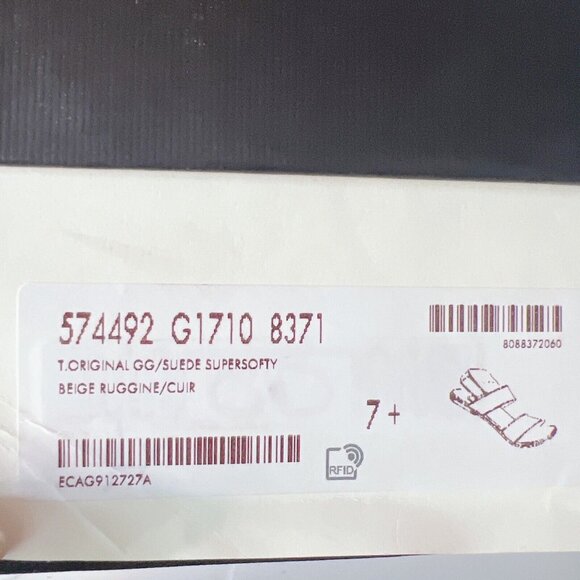 574492 G1710 8371
T.ORIGINAL GG/SUEDE SUPERSOFTY
BEIGE RUGGINE/CUIR
8088372060
7+
RFID
ECAG912727A